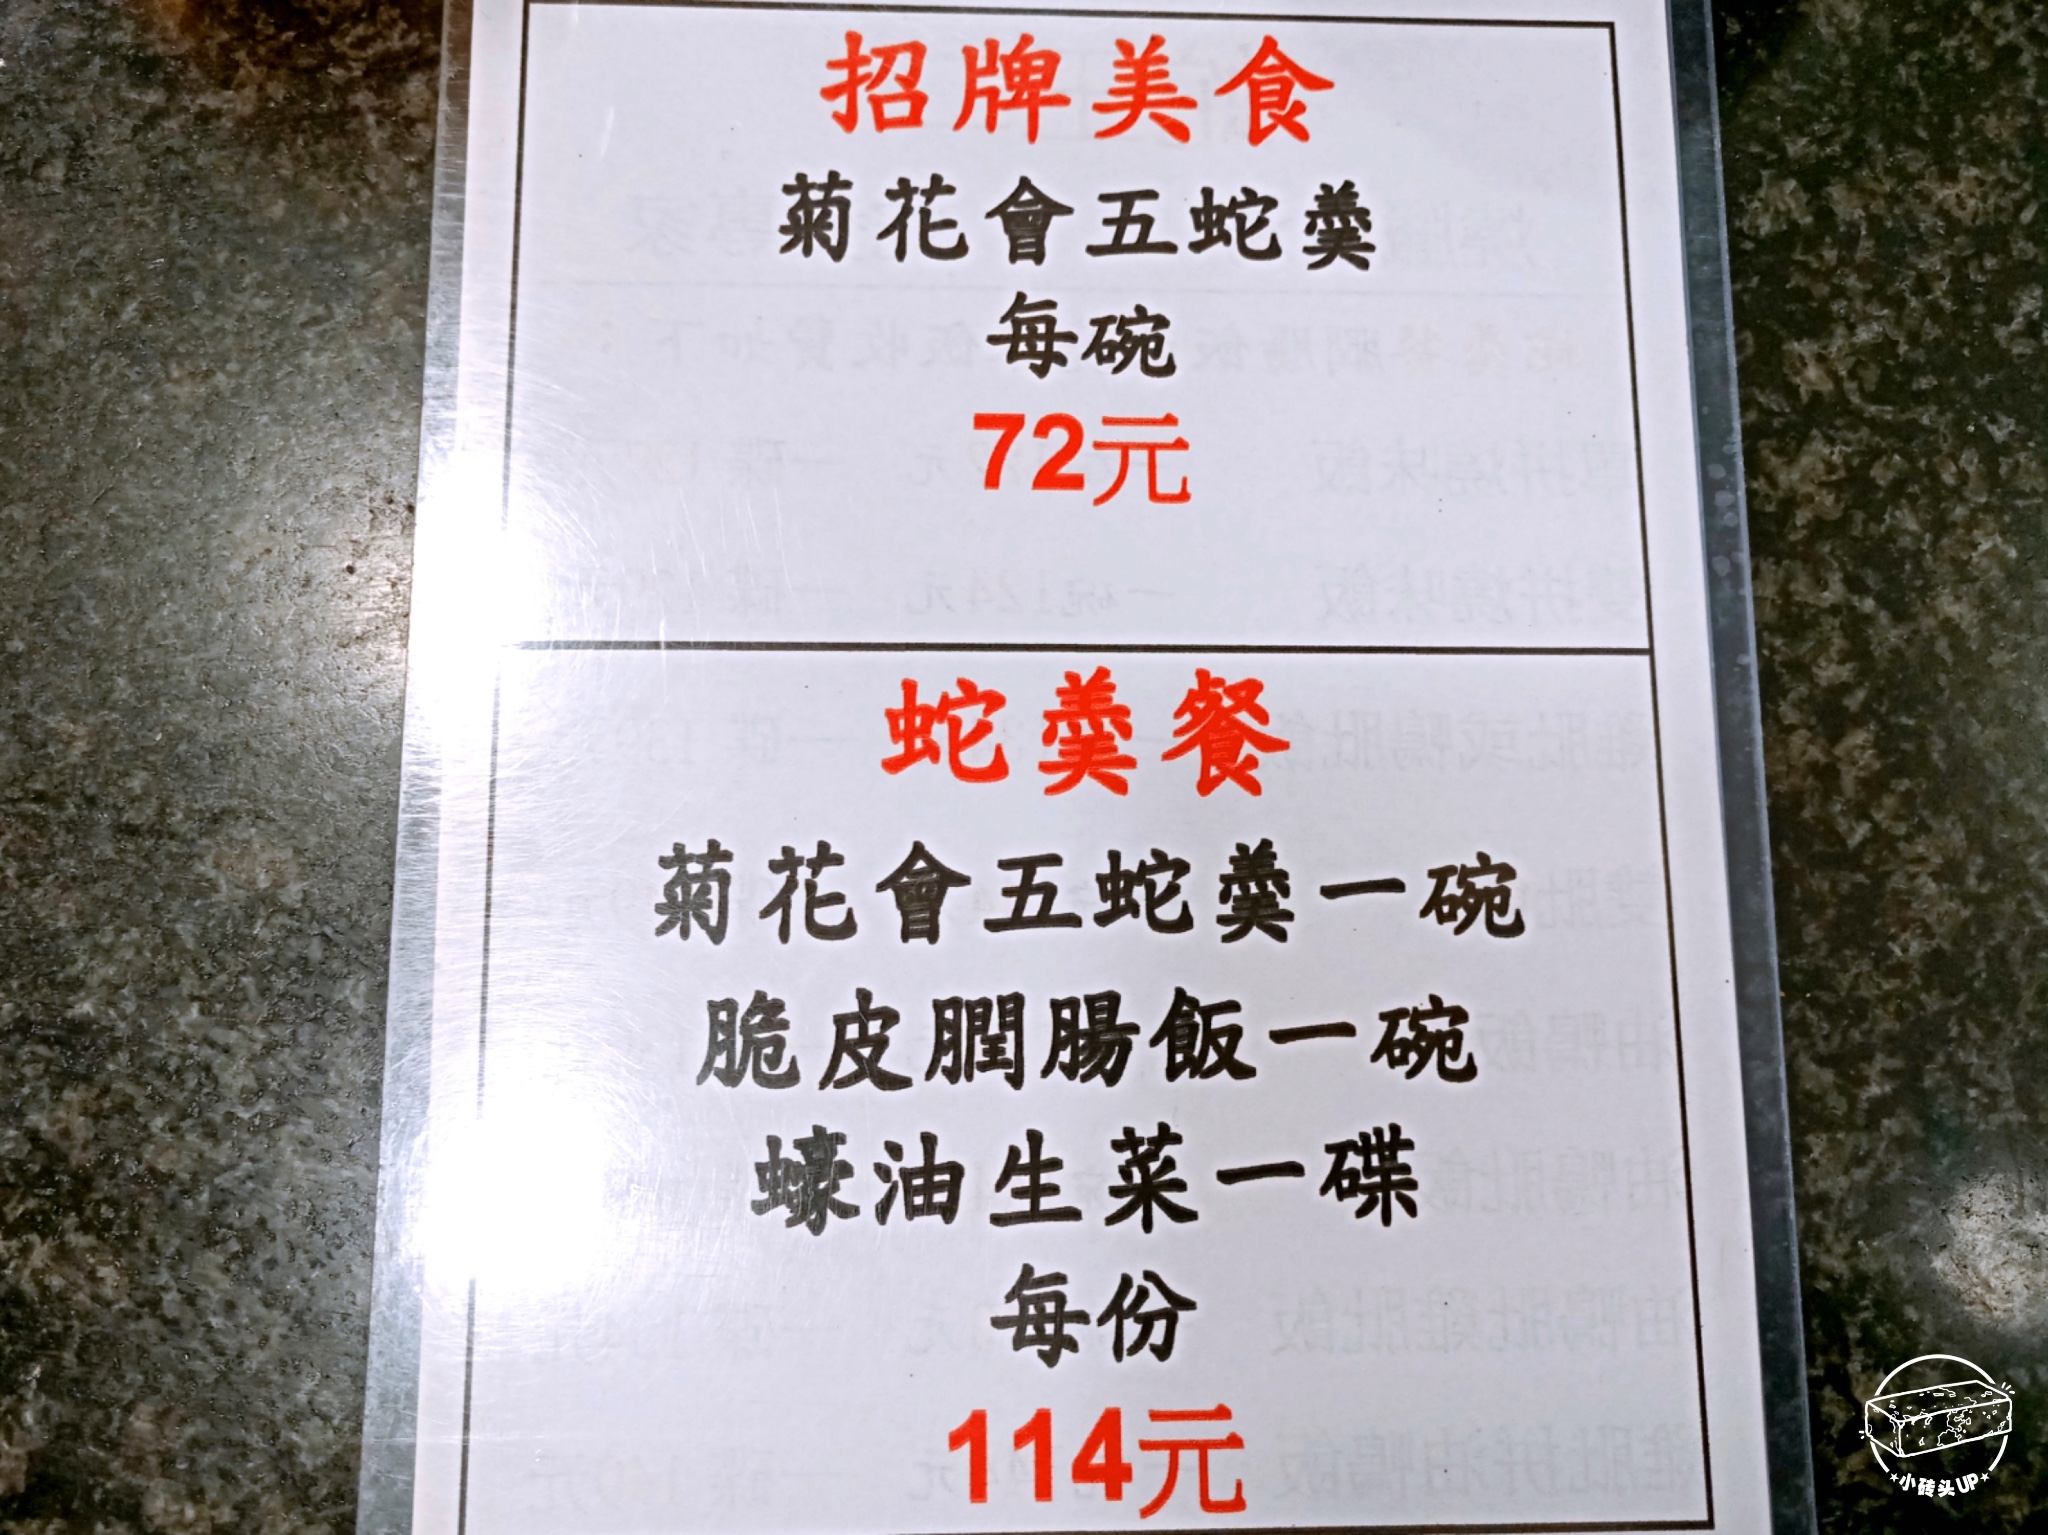 招牌美食
菊花會五蛇羹
每碗
72元
蛇羹餐
菊花會五蛇羹一碗
脆皮膶腸飯一碗
蠔油生菜一碟
每份
114元
小砖头UP